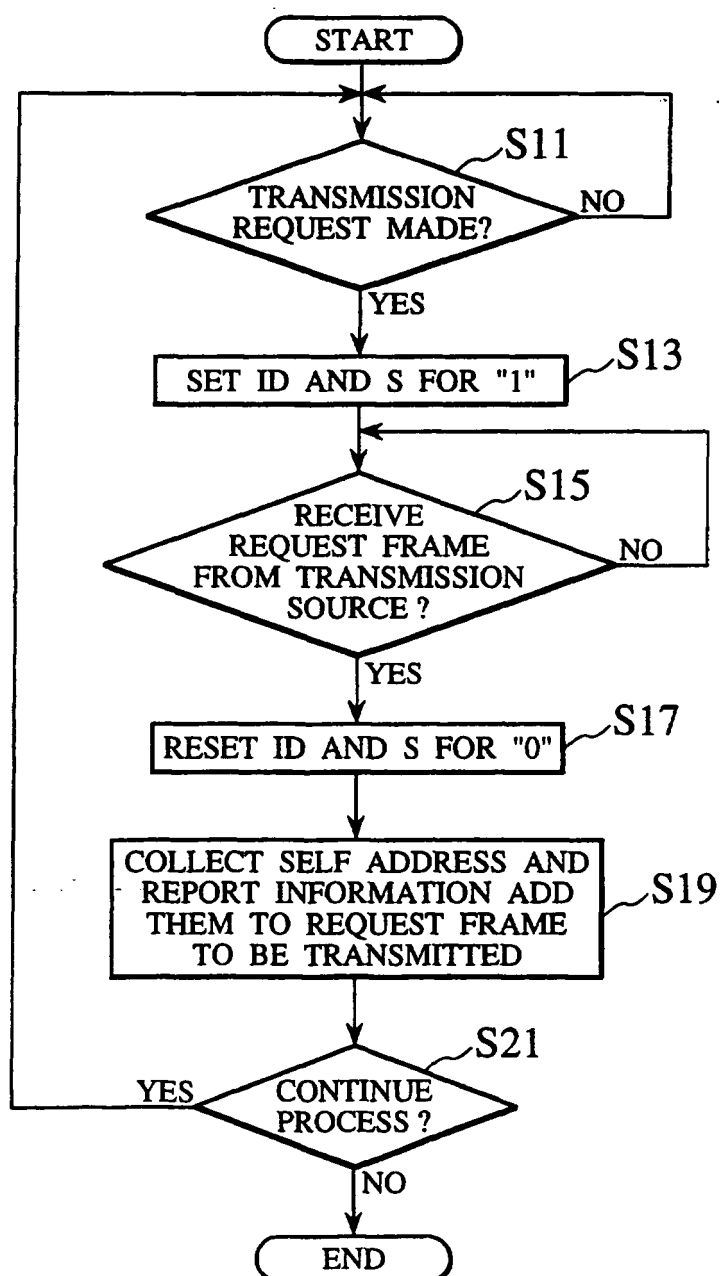 START
S11
TRANSMISSION
REQUEST MADE?
NO
YES
S13
SET ID AND S FOR "1"
S15
RECEIVE
REQUEST FRAME
FROM TRANSMISSION
SOURCE ?
NO
YES
S17
RESET ID AND S FOR "0"
COLLECT SELF ADDRESS AND
REPORT INFORMATION ADD
THEM TO REQUEST FRAME
TO BE TRANSMITTED
S19
S21
YES
CONTINUE
PROCESS ?
NO
END